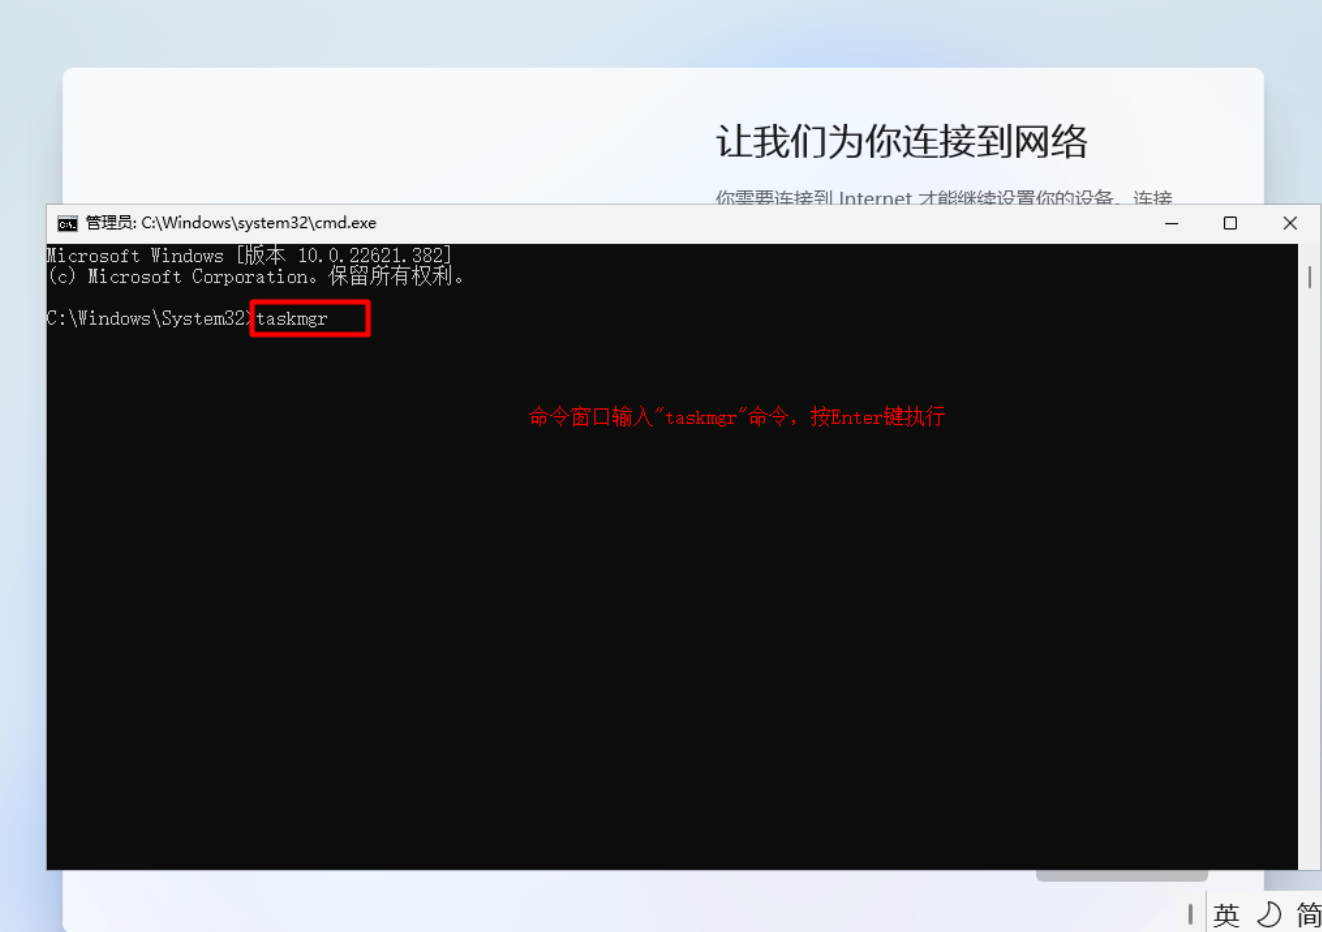 让我们为你连接到网络
你需要连接到 Internet 才能继续设置你的设备。连接
管理员: C:\Windows\system32\cmd.exe
Microsoft Windows [版本 10.0.22621.382]
(c) Microsoft Corporation。保留所有权利。
C:\Windows\System32>taskmgr
命令窗口输入"taskmgr"命令，按Enter键执行
英 简